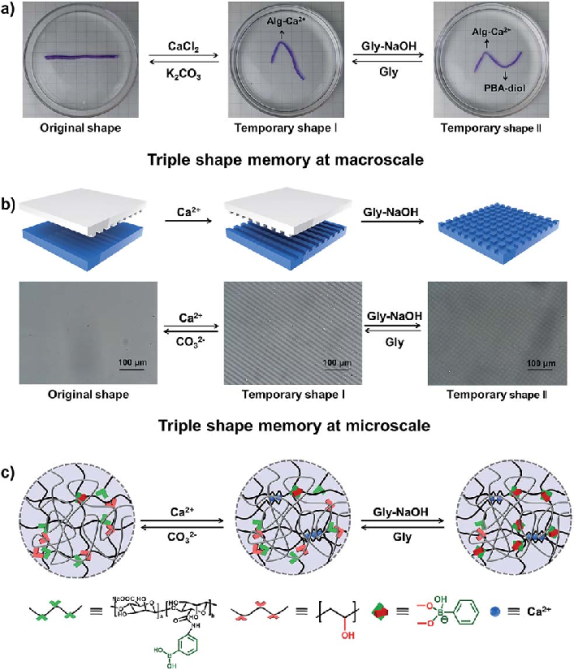 a)
Alg-Ca²⁺
CaCl₂
K₂CO₃
Alg-Ca²⁺
Gly-NaOH
Gly
PBA-diol
Original shape
Temporary shape I
Temporary shape II
Triple shape memory at macroscale
b)
Ca²⁺
Gly-NaOH
Ca²⁺
CO₃²⁻
Gly-NaOH
Gly
100 μm
100 μm
100 μm
Original shape
Temporary shape I
Temporary shape II
Triple shape memory at microscale
c)
Ca²⁺
CO₃²⁻
Gly-NaOH
Gly
OH
OH
B
Ca²⁺
HO
B
OH